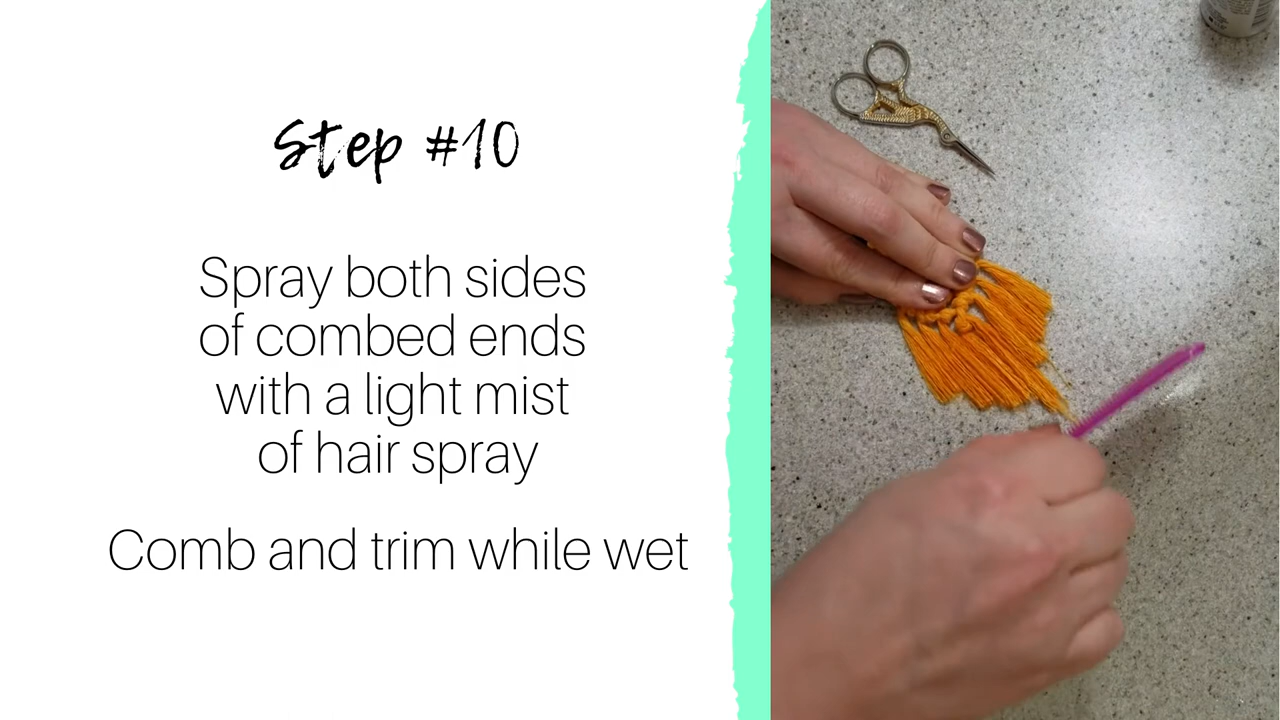 Step #10
Spray both sides
of combed ends
with a light mist
of hair spray
Comb and trim while wet